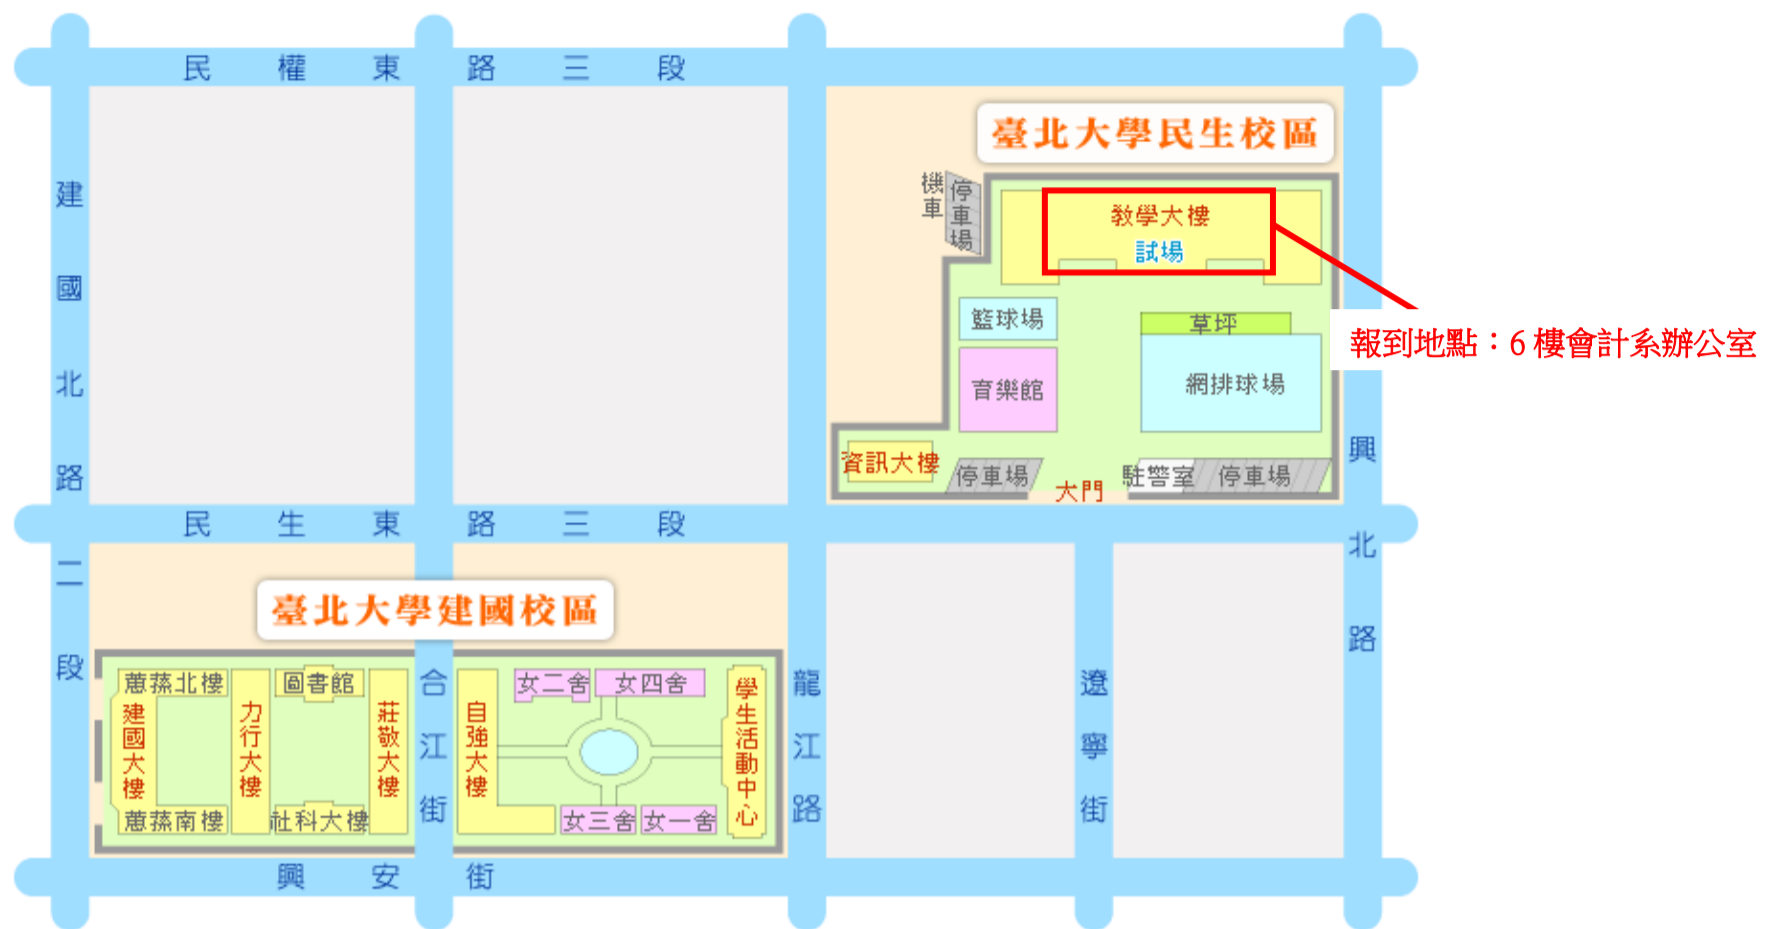 民權東路三段
建國北路二段
臺北大學民生校區
機車
停車場
教學大樓
試場
籃球場
草坪
報到地點：6 樓會計系辦公室
育樂館
網排球場
資訊大樓
停車場
大門
駐警室
停車場
興北路
民生東路三段
臺北大學建國校區
蕙蓀北樓
圖書館
女二舍
女四舍
建國大樓
力行大樓
莊敬大樓
合江街
自強大樓
學生活動中心
龍江路
遼寧街
蕙蓀南樓
社科大樓
女三舍
女一舍
興安街